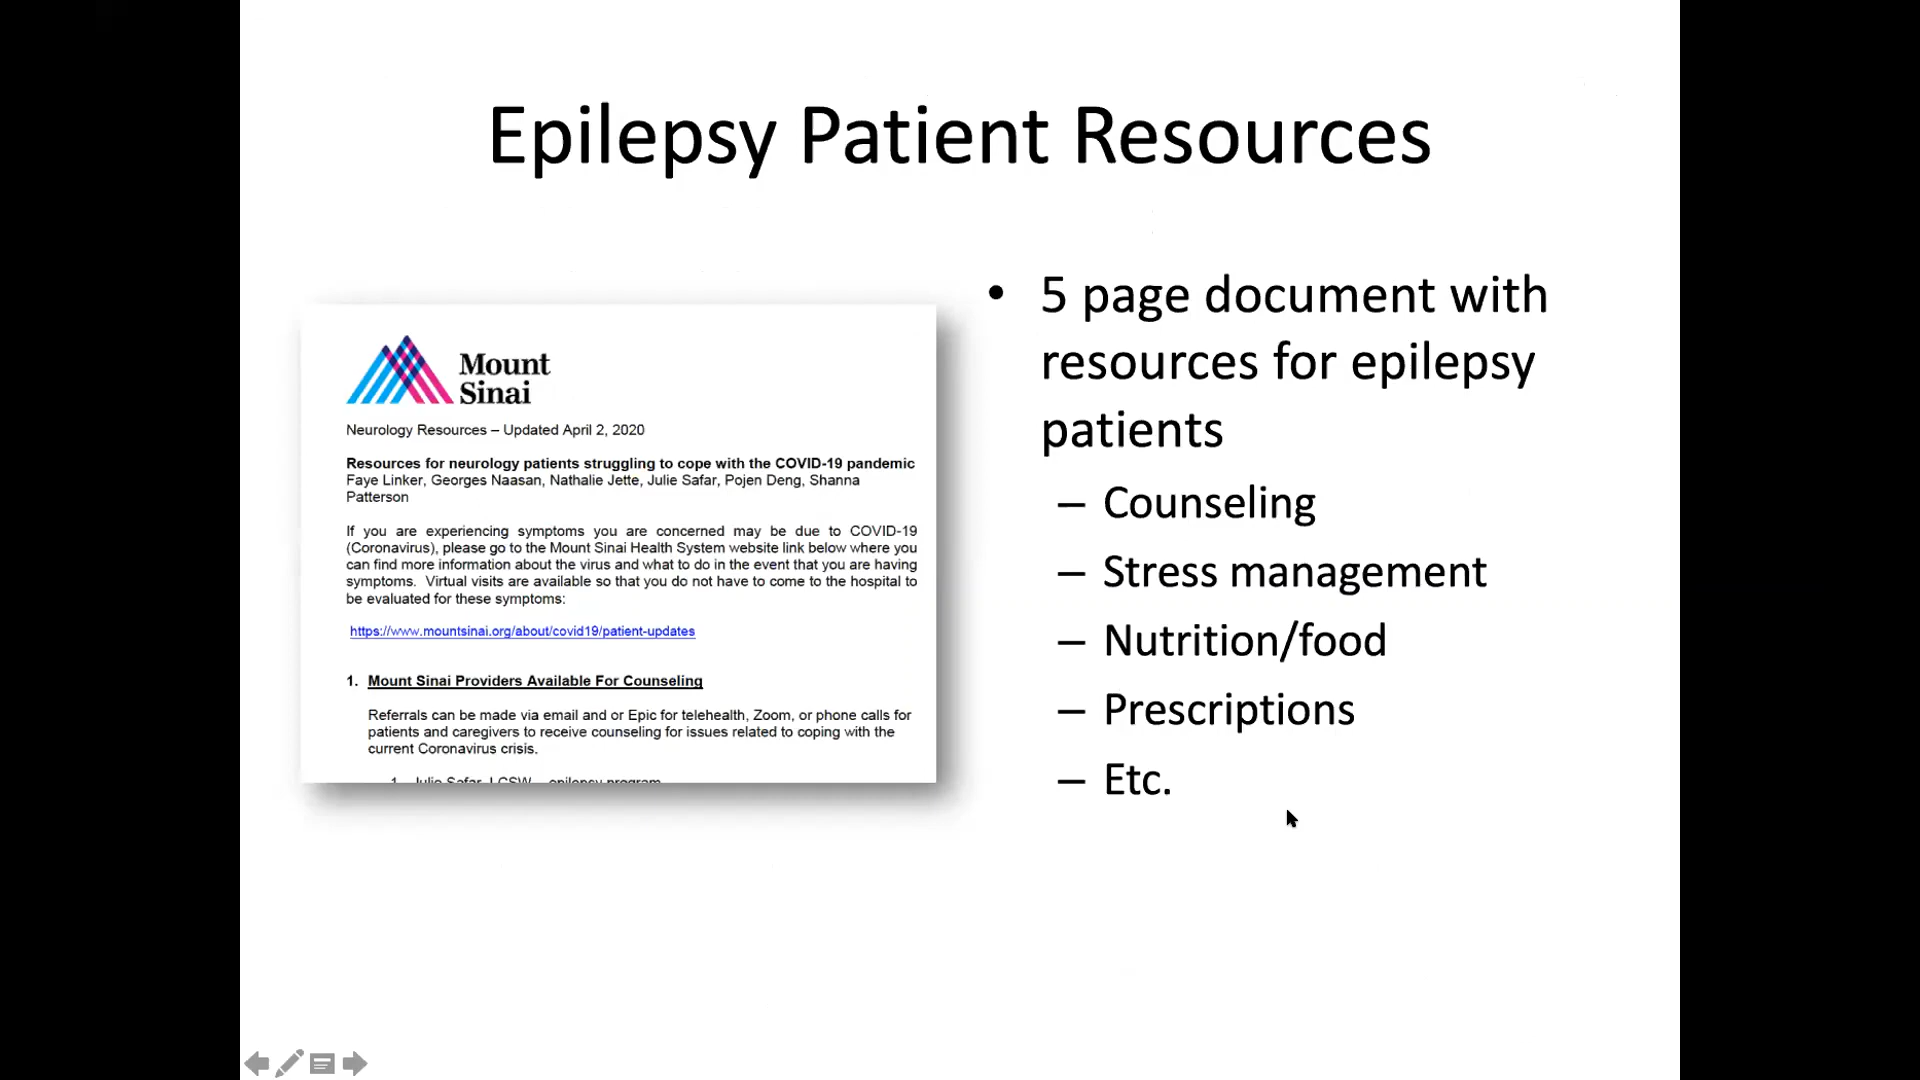 Epilepsy Patient Resources
Mount
Sinai
Neurology Resources – Updated April 2, 2020
Resources for neurology patients struggling to cope with the COVID-19 pandemic
Faye Linker, Georges Naasan, Nathalie Jette, Julie Safar, Pojen Deng, Shanna
Patterson
If you are experiencing symptoms you are concerned may be due to COVID-19
(Coronavirus), please go to the Mount Sinai Health System website link below where you
can find more information about the virus and what to do in the event that you are having
symptoms. Virtual visits are available so that you do not have to come to the hospital to
be evaluated for these symptoms:
https://www.mountsinai.org/about/covid19/patient-updates
1. Mount Sinai Providers Available For Counseling
Referrals can be made via email and or Epic for telehealth, Zoom, or phone calls for
patients and caregivers to receive counseling for issues related to coping with the
current Coronavirus crisis.
1. Julie Safar, LCSW – epilepsy program
• 5 page document with
resources for epilepsy
patients
– Counseling
– Stress management
– Nutrition/food
– Prescriptions
– Etc.